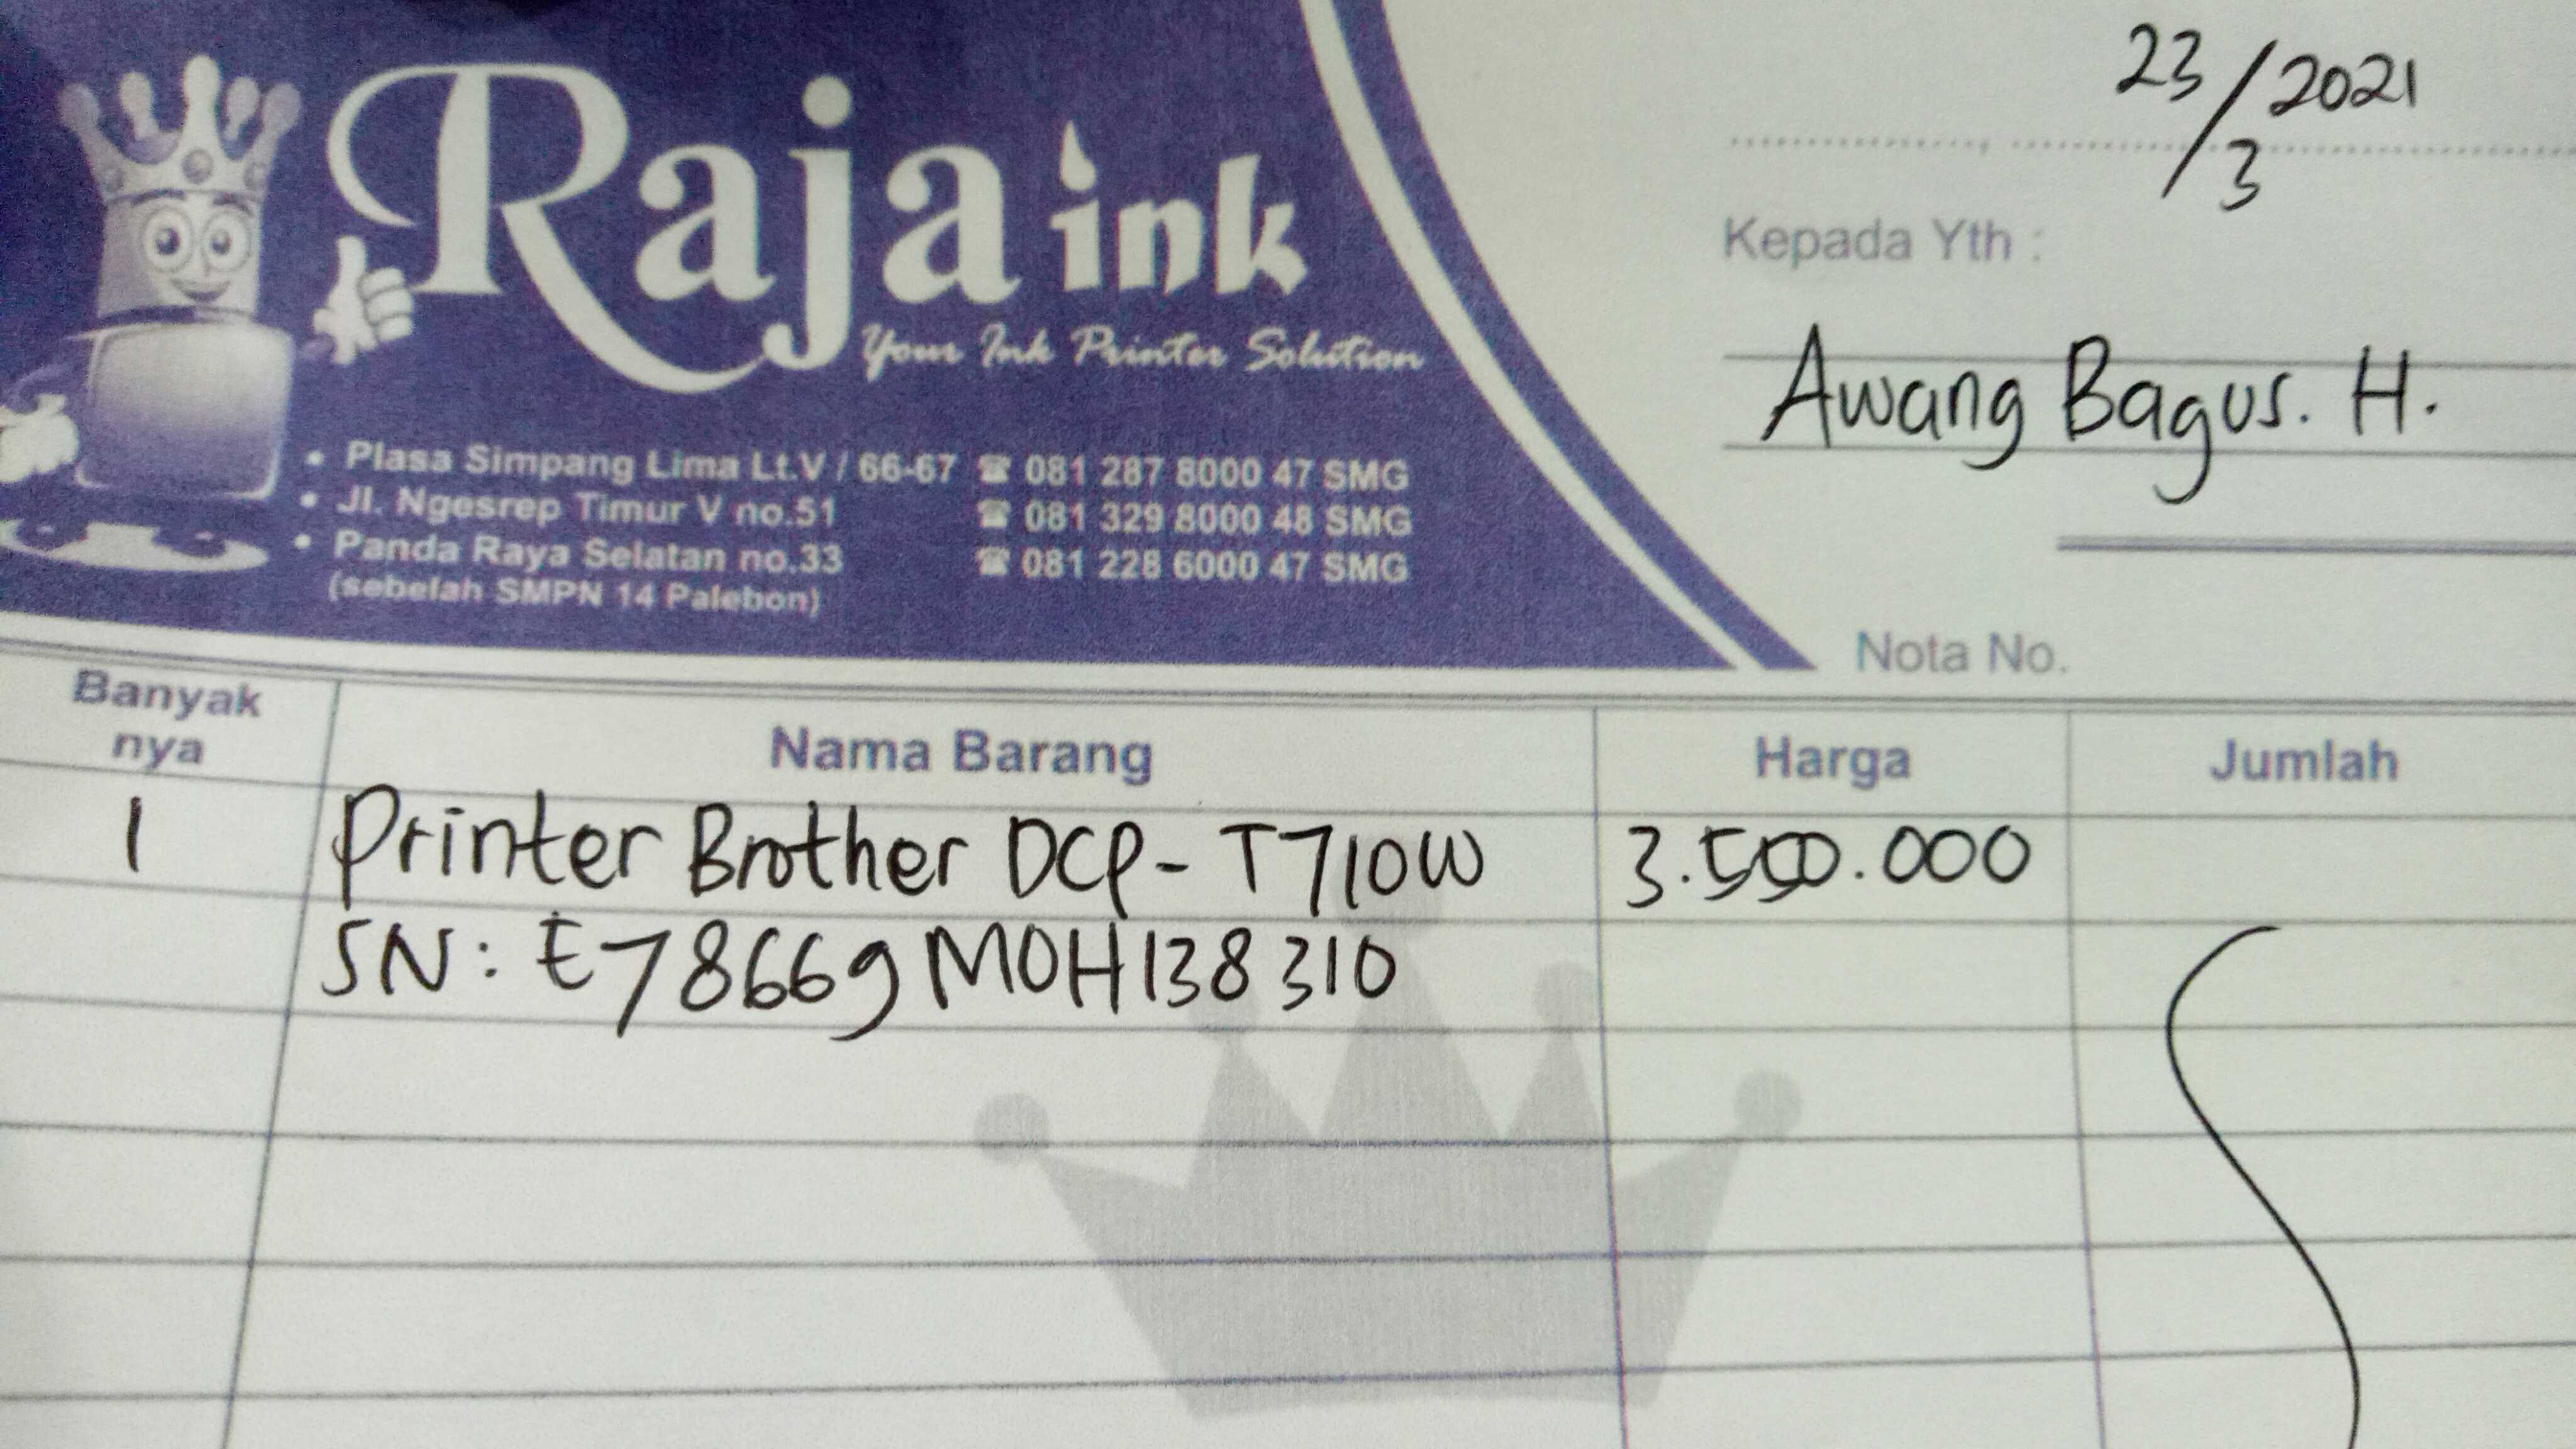 Raja ink
Your Ink Printer Solution
• Plasa Simpang Lima Lt.V / 66-67 ☎ 081 287 8000 47 SMG
• Jl. Ngesrep Timur V no.51 ☎ 081 329 8000 48 SMG
• Panda Raya Selatan no.33 ☎ 081 228 6000 47 SMG
(sebelah SMPN 14 Palebon)
23/3 2021
Kepada Yth :
Awang Bagus. H.
Nota No.
Banyak nya Nama Barang Harga Jumlah
1 Printer Brother DCP-T710W 3.550.000
SN: E78669M0H138310